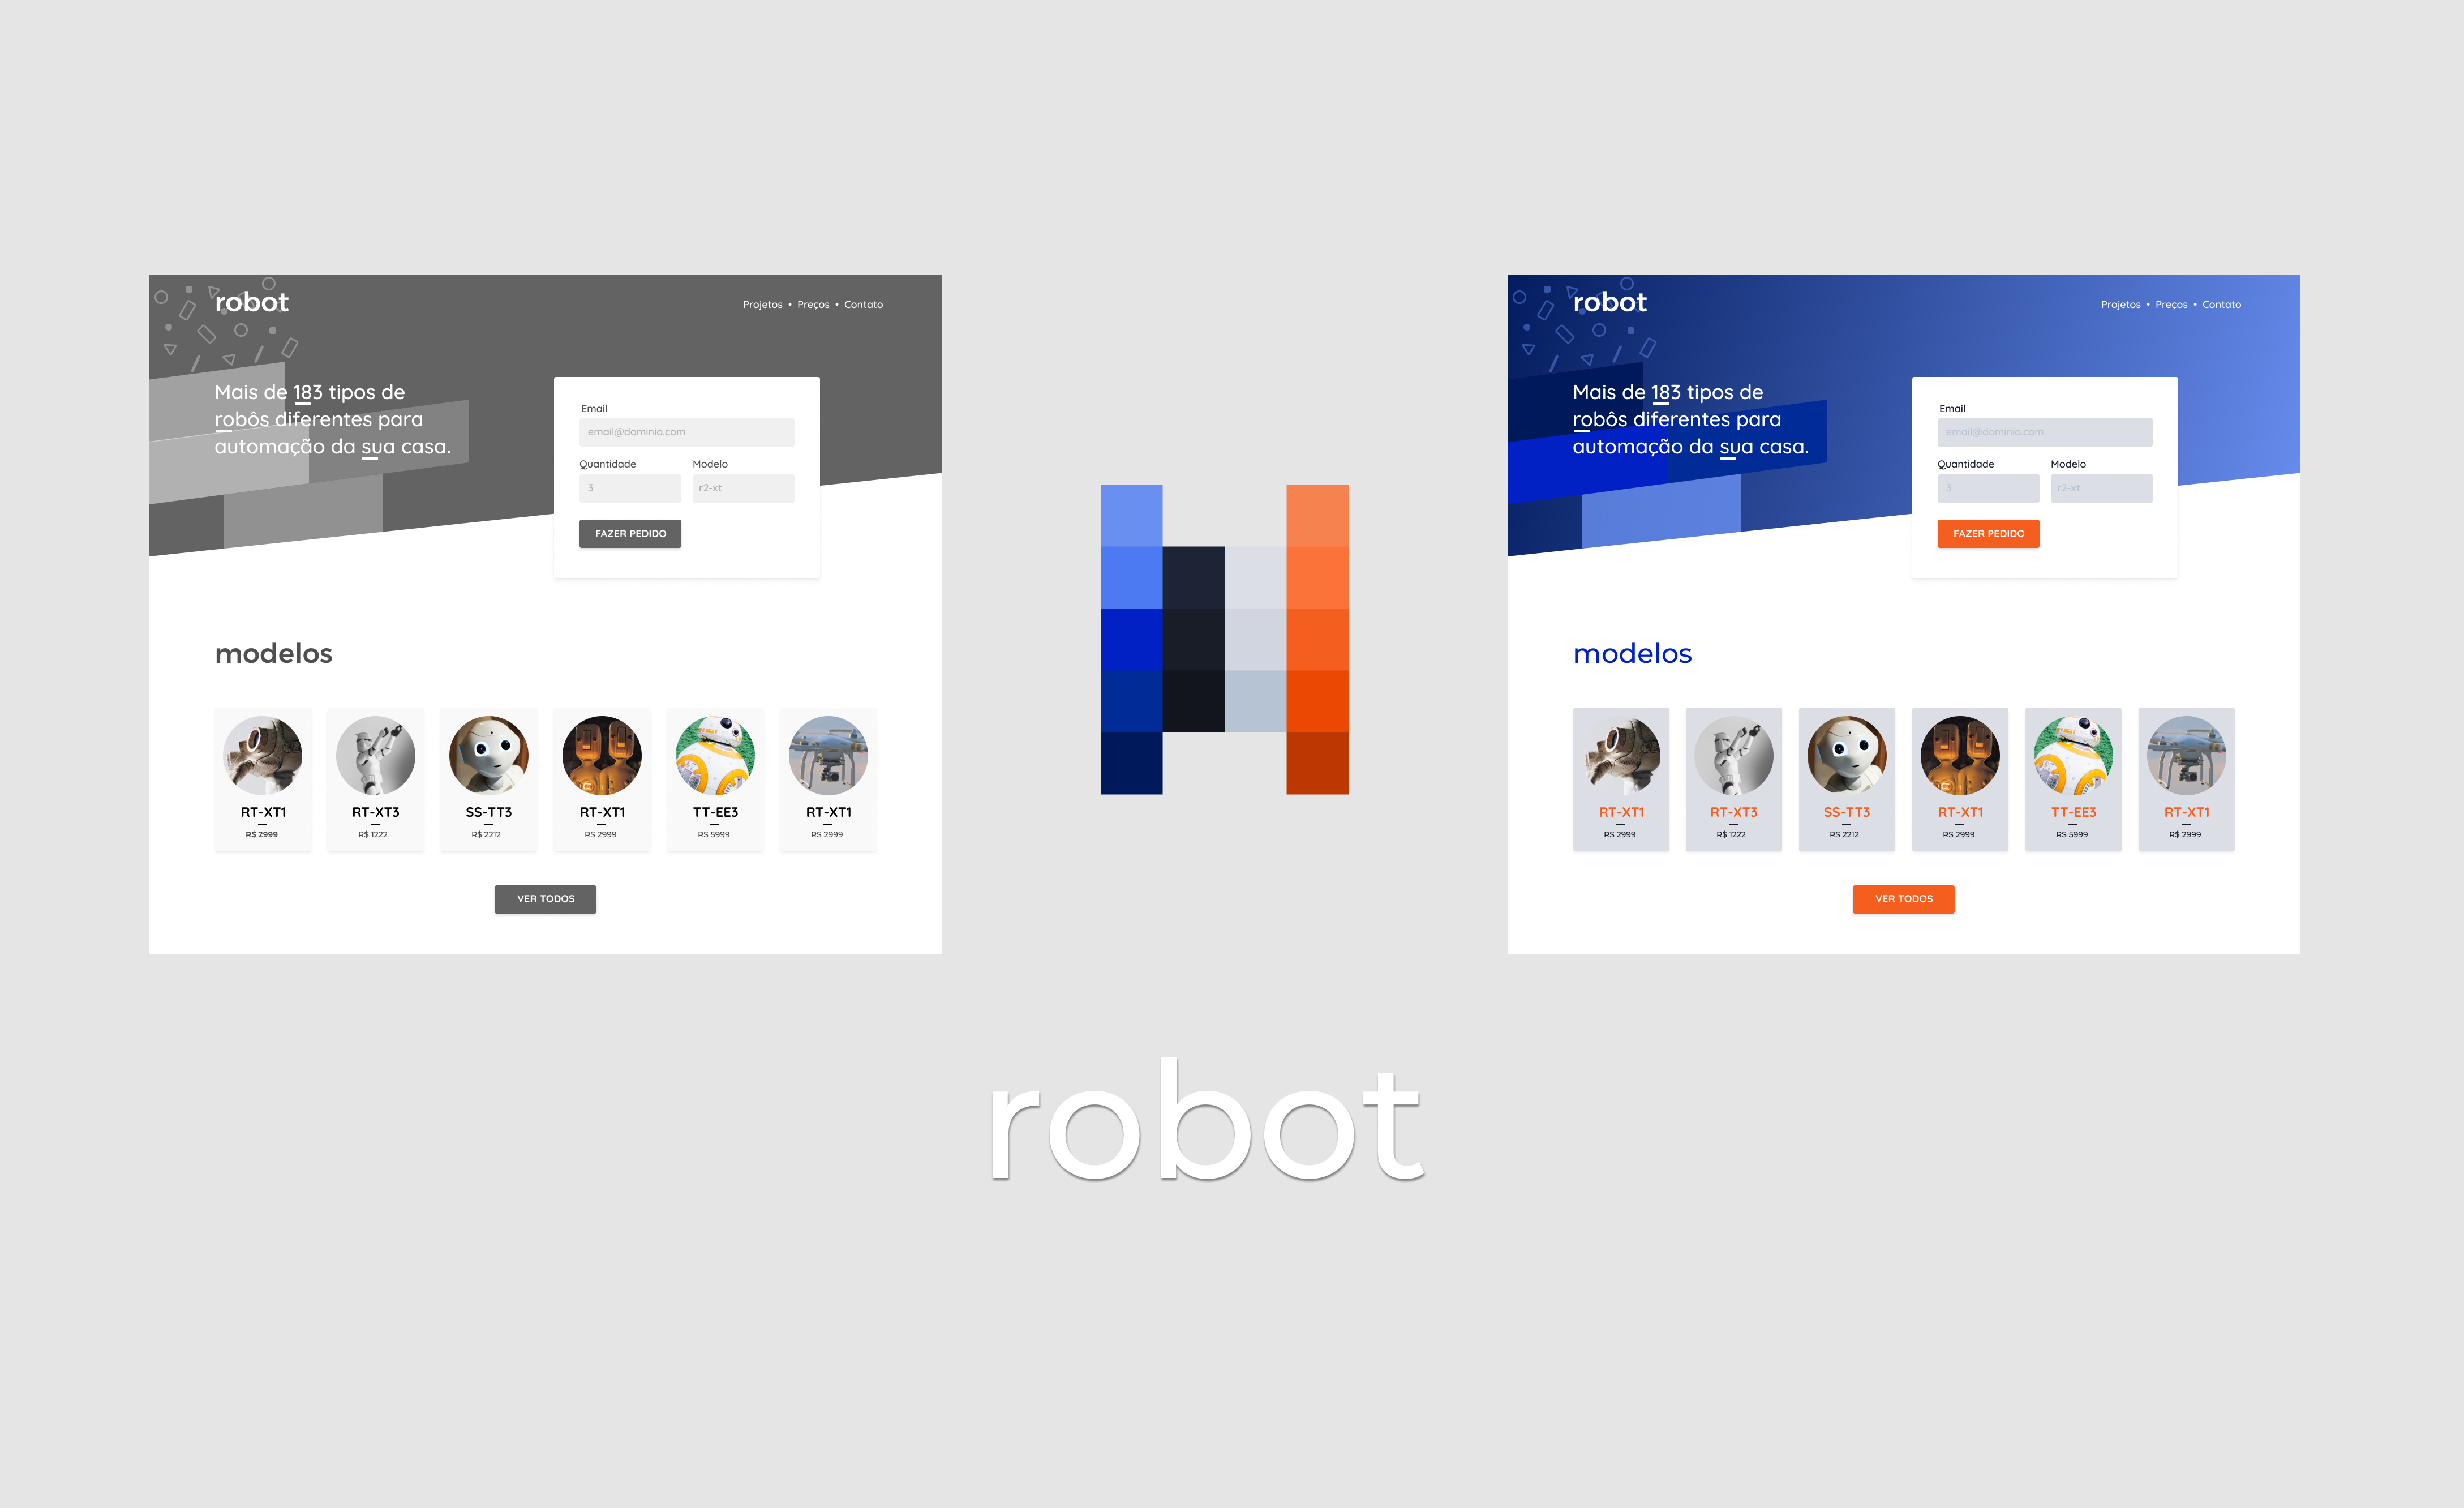 robot
Projetos • Preços • Contato
Mais de 183 tipos de
robôs diferentes para
automação da sua casa.
Email
email@dominio.com
Quantidade
Modelo
3
r2-xt
FAZER PEDIDO
modelos
RT-XT1
R$ 2999
RT-XT3
R$ 1222
SS-TT3
R$ 2212
RT-XT1
R$ 2999
TT-EE3
R$ 5999
RT-XT1
R$ 2999
VER TODOS
robot
Projetos • Preços • Contato
Mais de 183 tipos de
robôs diferentes para
automação da sua casa.
Email
email@dominio.com
Quantidade
Modelo
3
r2-xt
FAZER PEDIDO
modelos
RT-XT1
R$ 2999
RT-XT3
R$ 1222
SS-TT3
R$ 2212
RT-XT1
R$ 2999
TT-EE3
R$ 5999
RT-XT1
R$ 2999
VER TODOS
robot